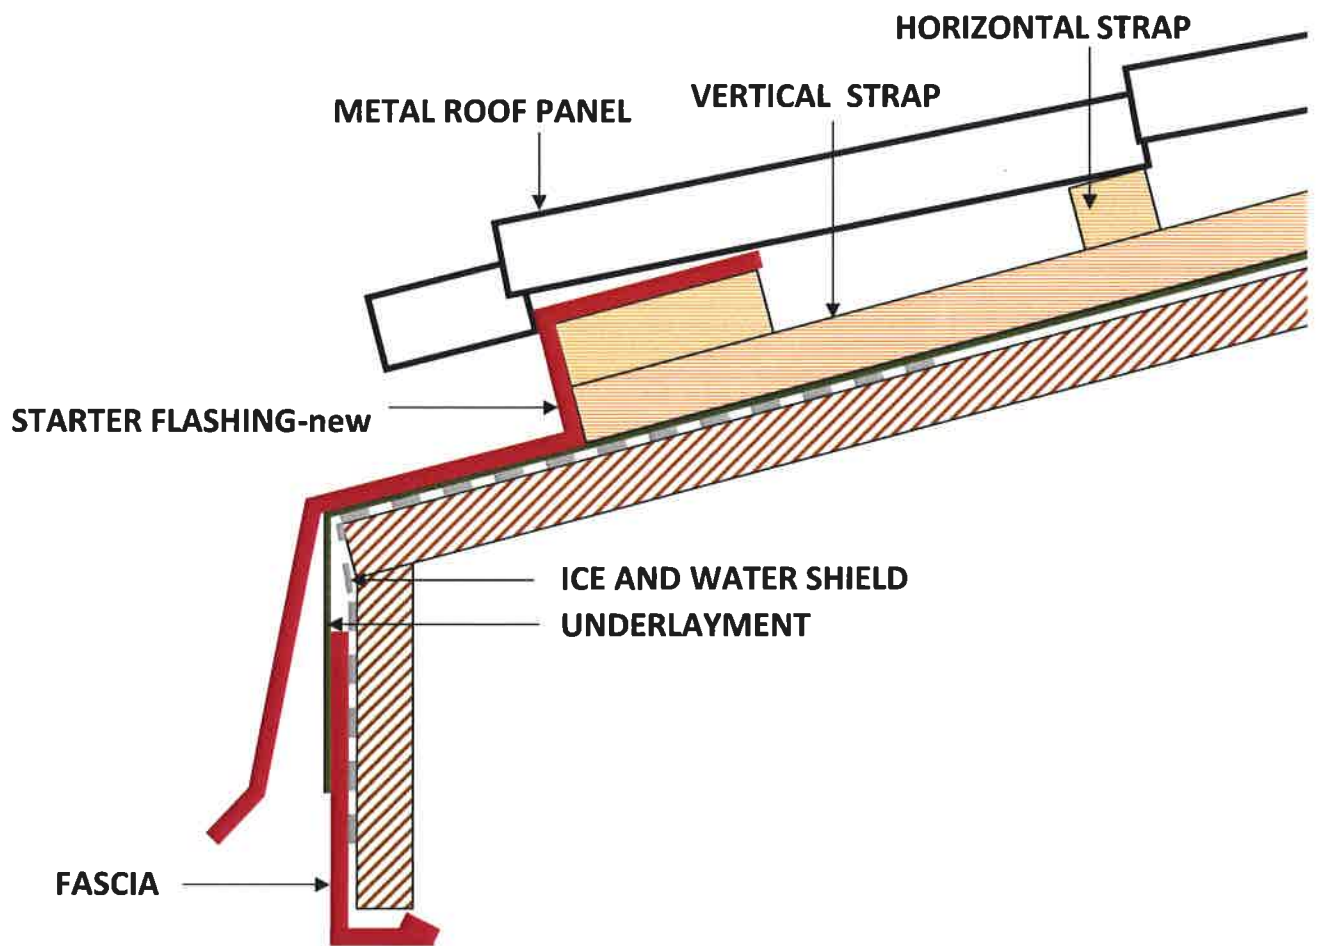 HORIZONTAL STRAP
VERTICAL STRAP
METAL ROOF PANEL
STARTER FLASHING-new
ICE AND WATER SHIELD
UNDERLAYMENT
FASCIA